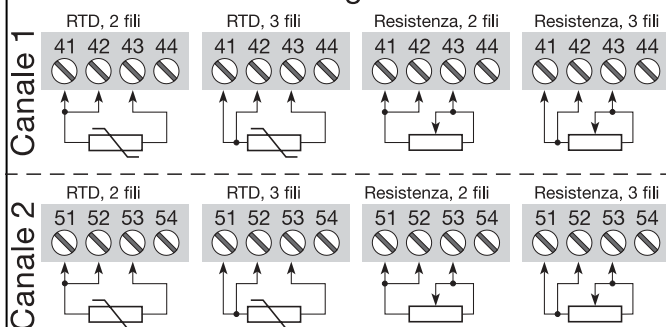 Canale 1
RTD, 2 fili
41 42 43 44
RTD, 3 fili
41 42 43 44
Resistenza, 2 fili
41 42 43 44
Resistenza, 3 fili
41 42 43 44
Canale 2
RTD, 2 fili
51 52 53 54
RTD, 3 fili
51 52 53 54
Resistenza, 2 fili
51 52 53 54
Resistenza, 3 fili
51 52 53 54